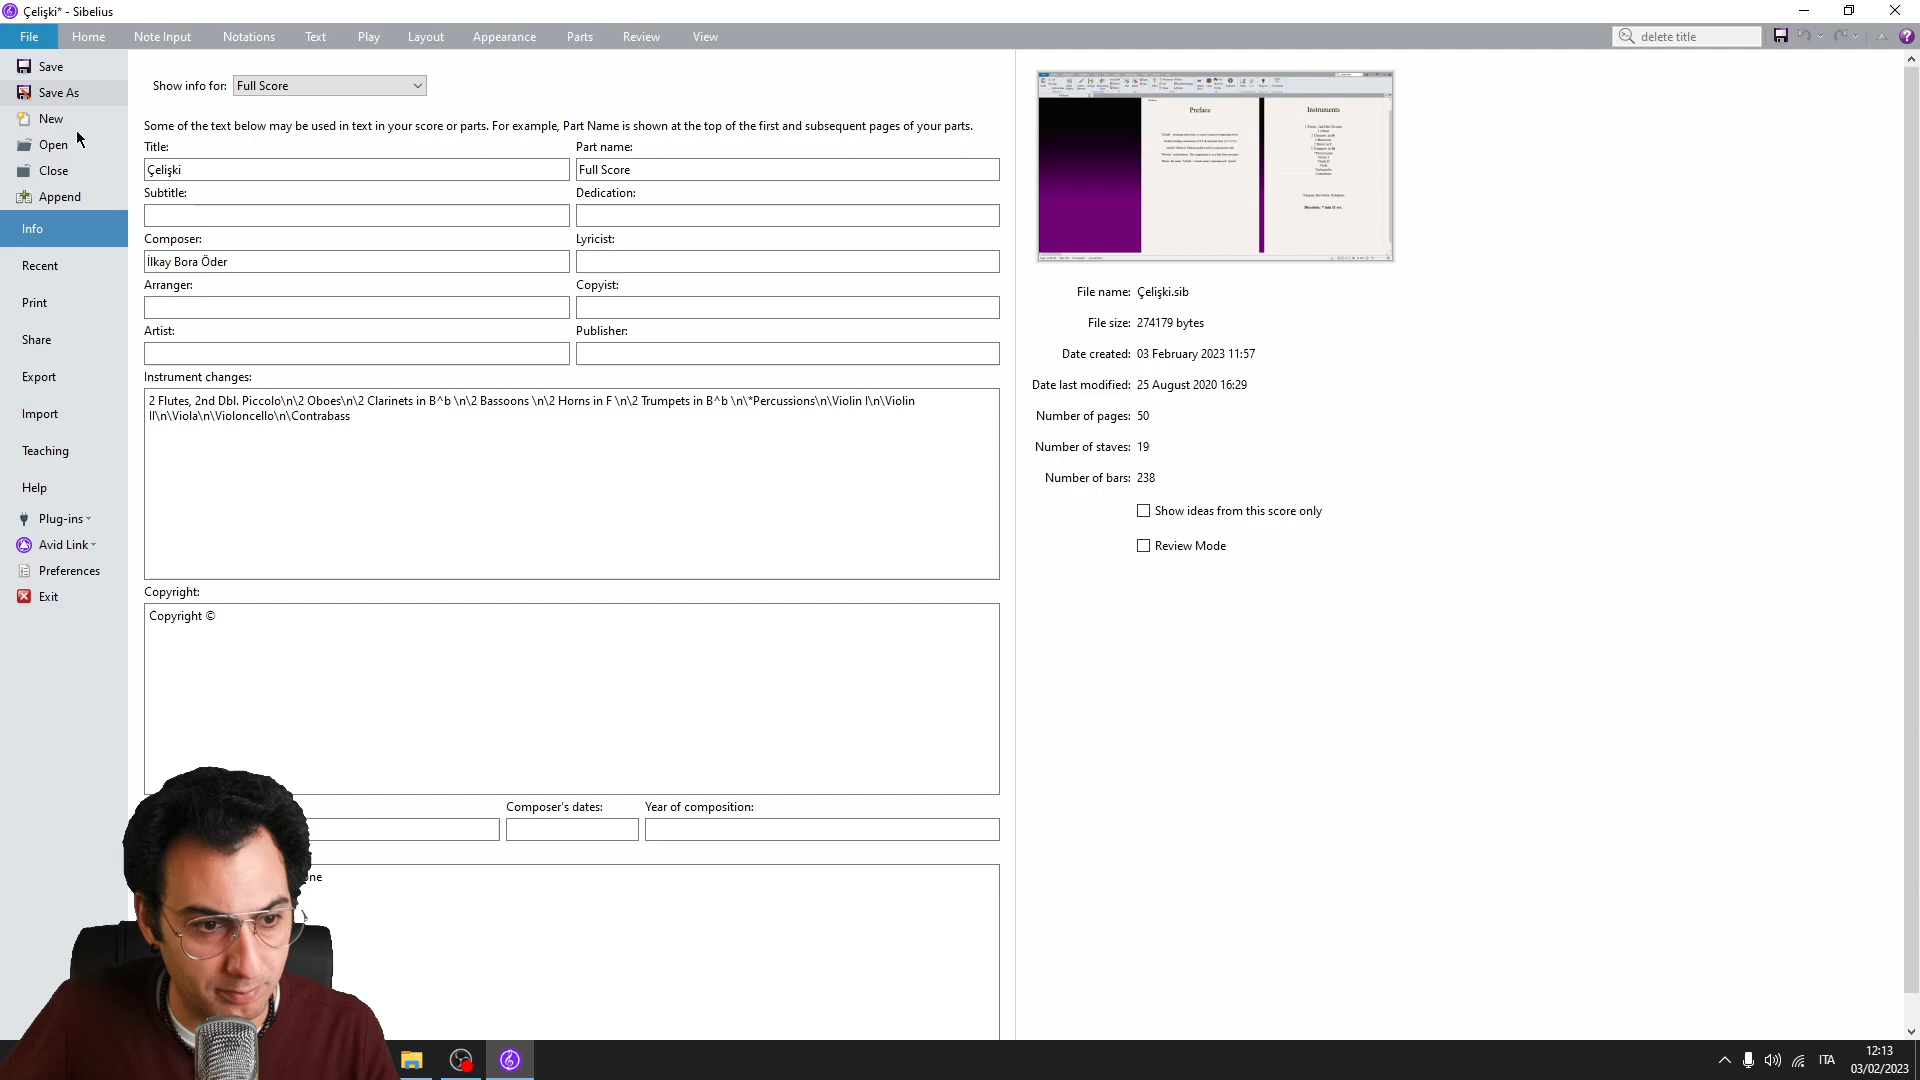 Çelişki* - Sibelius
File Home Note Input Notations Text Play Layout Appearance Parts Review View delete title
Save
Save As
New
Open
Close
Append
Info
Recent
Print
Share
Export
Import
Teaching
Help
Plug-ins
Avid Link
Preferences
Exit
Show info for: Full Score
Some of the text below may be used in text in your score or parts. For example, Part Name is shown at the top of the first and subsequent pages of your parts.
Title: Part name:
Çelişki Full Score
Subtitle: Dedication:
Composer: Lyricist:
İlkay Bora Öder
Arranger: Copyist:
Artist: Publisher:
Instrument changes:
2 Flutes, 2nd Dbl. Piccolo\n\2 Oboes\n\2 Clarinets in B^b \n\2 Bassoons \n\2 Horns in F \n\2 Trumpets in B^b \n\*Percussions\n\Violin I\n\Violin
II\n\Viola\n\Violoncello\n\Contrabass
Copyright:
Copyright ©
Composer's dates: Year of composition:
one
Preface
Instruments
File name: Çelişki.sib
File size: 274179 bytes
Date created: 03 February 2023 11:57
Date last modified: 25 August 2020 16:29
Number of pages: 50
Number of staves: 19
Number of bars: 238
Show ideas from this score only
Review Mode
ITA
12:13
03/02/2023